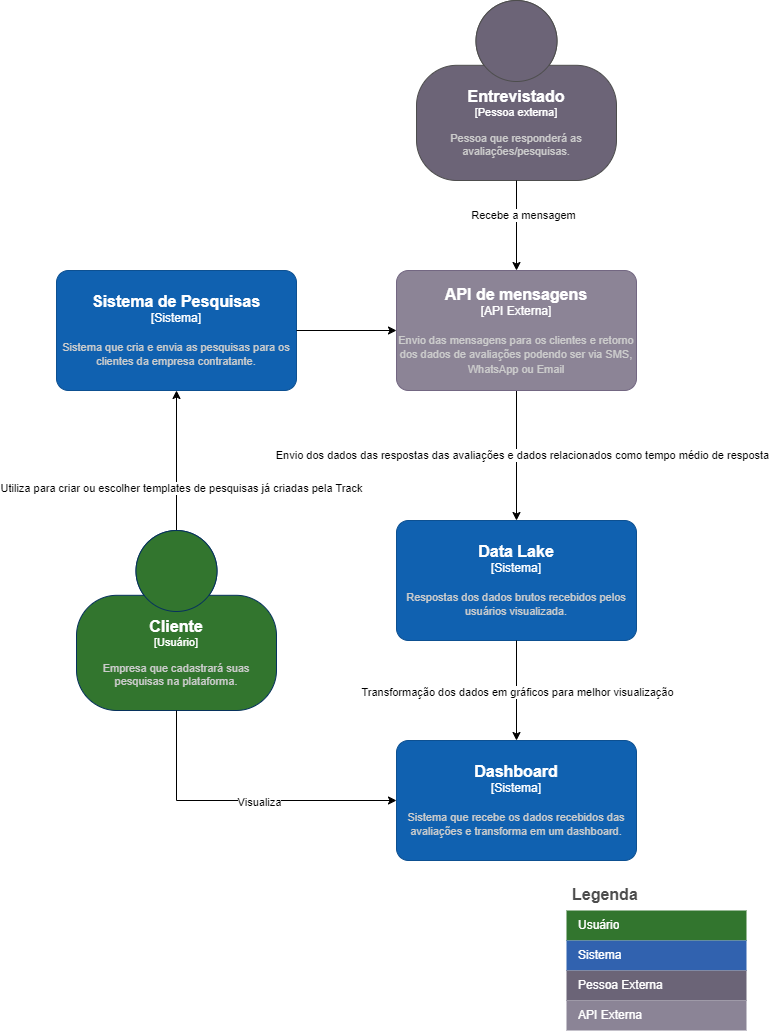 Entrevistado
[Pessoa externa]
Pessoa que responderá as
avaliações/pesquisas.
Recebe a mensagem
Sistema de Pesquisas
[Sistema]
Sistema que cria e envia as pesquisas para os
clientes da empresa contratante.
API de mensagens
[API Externa]
Envio das mensagens para os clientes e retorno
dos dados de avaliações podendo ser via SMS,
WhatsApp ou Email
Envio dos dados das respostas das avaliações e dados relacionados como tempo médio de resposta
Utiliza para criar ou escolher templates de pesquisas já criadas pela Track
Data Lake
[Sistema]
Respostas dos dados brutos recebidos pelos
usuários visualizada.
Cliente
[Usuário]
Empresa que cadastrará suas
pesquisas na plataforma.
Transformação dos dados em gráficos para melhor visualização
Dashboard
[Sistema]
Sistema que recebe os dados recebidos das
avaliações e transforma em um dashboard.
Visualiza
Legenda
Usuário
Sistema
Pessoa Externa
API Externa